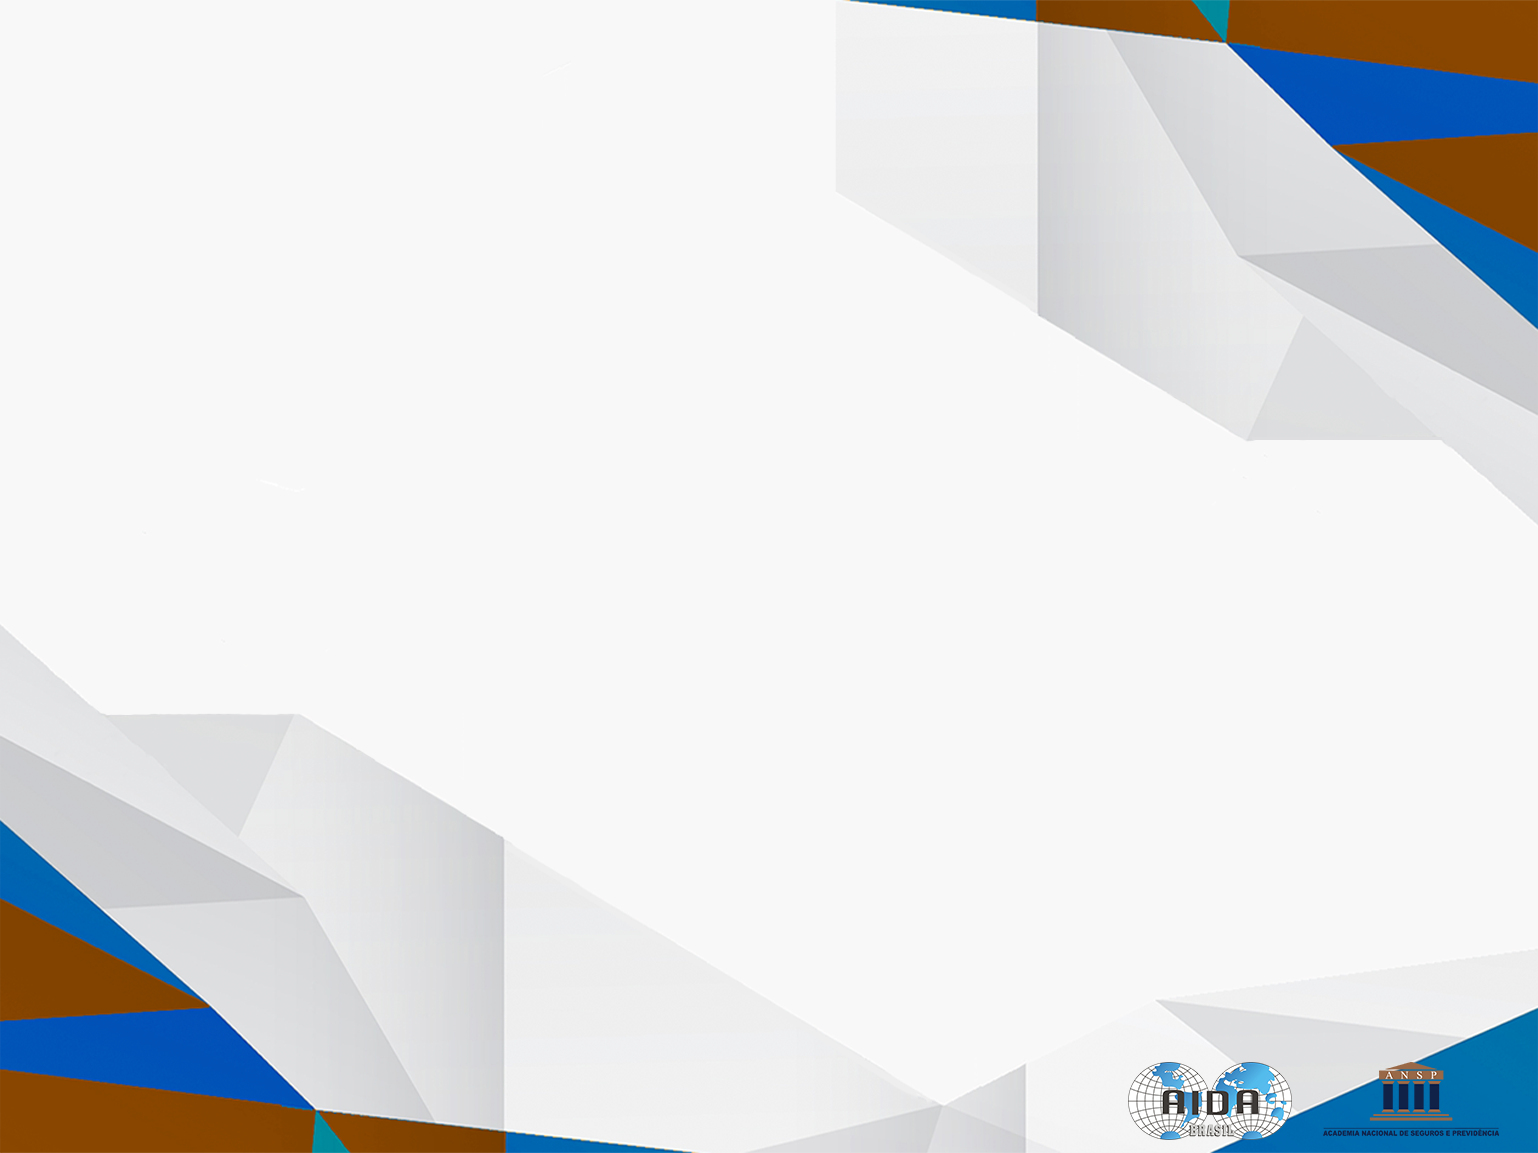 AIDA
BRASIL
ANSP
ACADEMIA NACIONAL DE SEGUROS E PREVIDÊNCIA